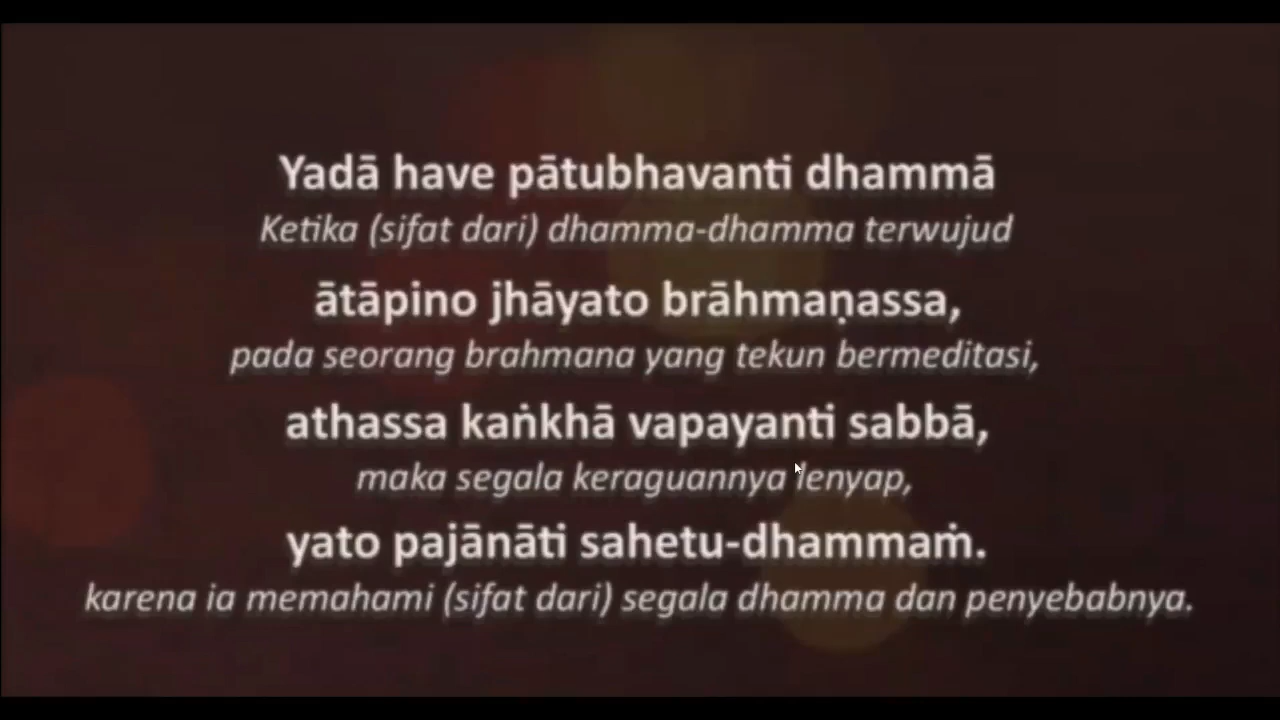 Yadā have pātubhavanti dhammā
Ketika (sifat dari) dhamma-dhamma terwujud
ātāpino jhāyato brāhmaṇassa,
pada seorang brahmana yang tekun bermeditasi,
athassa kaṅkhā vapayanti sabbā,
maka segala keraguannya lenyap,
yato pajānāti sahetu-dhammaṁ.
karena ia memahami (sifat dari) segala dhamma dan penyebabnya.